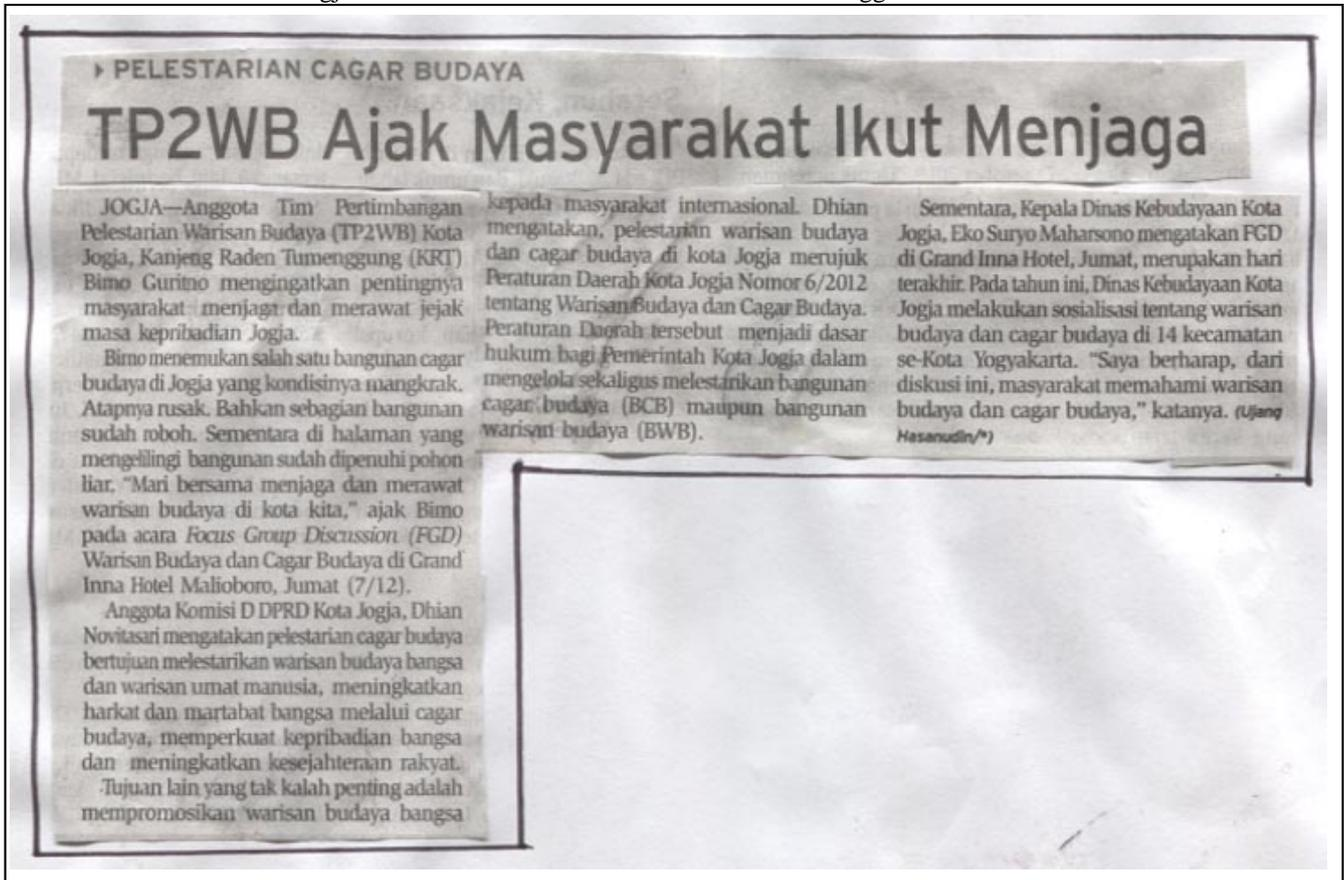 PELESTARIAN CAGAR BUDAYA
TP2WB Ajak Masyarakat Ikut Menjaga
JOGJA—Anggota Tim Pertimbangan
Pelestarian Warisan Budaya (TP2WB) Kota
Jogja, Kanjeng Raden Tumenggung (KRT)
Bimo Guritno mengingatkan pentingnya
masyarakat menjaga dan merawat jejak
masa kepribadian Jogja.
Bimo menemukan salah satu bangunan cagar
budaya di Jogja yang kondisinya mangkrak.
Atapnya rusak. Bahkan sebagian bangunan
sudah roboh. Sementara di halaman yang
mengelilingi bangunan sudah dipenuhi pohon
liar. “Mari bersama menjaga dan merawat
warisan budaya di kota kita,” ajak Bimo
pada acara Focus Group Discussion (FGD)
Warisan Budaya dan Cagar Budaya di Grand
Inna Hotel Malioboro, Jumat (7/12).
Anggota Komisi D DPRD Kota Jogja, Dhian
Novitasari mengatakan pelestarian cagar budaya
bertujuan melestarikan warisan budaya bangsa
dan warisan umat manusia, meningkatkan
harkat dan martabat bangsa melalui cagar
budaya, memperkuat kepribadian bangsa
dan meningkatkan kesejahteraan rakyat.
Tujuan lain yang tak kalah penting adalah
mempromosikan warisan budaya bangsa
kepada masyarakat internasional. Dhian
mengatakan, pelestarian warisan budaya
dan cagar budaya di kota Jogja merujuk
Peraturan Daerah Kota Jogja Nomor 6/2012
tentang Warisan Budaya dan Cagar Budaya.
Peraturan Daerah tersebut menjadi dasar
hukum bagi Pemerintah Kota Jogja dalam
mengelola sekaligus melestarikan bangunan
cagar budaya (BCB) maupun bangunan
warisan budaya (BWB).
Sementara, Kepala Dinas Kebudayaan Kota
Jogja, Eko Suryo Maharsono mengatakan FGD
di Grand Inna Hotel, Jumat, merupakan hari
terakhir. Pada tahun ini, Dinas Kebudayaan Kota
Jogja melakukan sosialisasi tentang warisan
budaya dan cagar budaya di 14 kecamatan
se-Kota Yogyakarta. “Saya berharap, dari
diskusi ini, masyarakat memahami warisan
budaya dan cagar budaya,” katanya. (Ujang
Hasanudin/*)